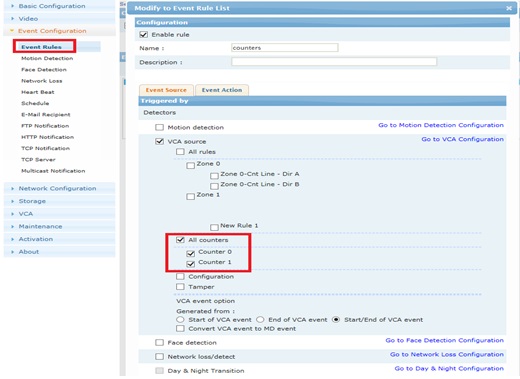 Basic Configuration
Video
Event Configuration
Event Rules
Motion Detection
Face Detection
Network Loss
Heart Beat
Schedule
E-Mail Recipient
FTP Notification
HTTP Notification
TCP Notification
TCP Server
Multicast Notification
Network Configuration
Storage
VCA
Maintenance
Activation
About
Modify to Event Rule List
Configuration
Enable rule
Name : counters
Description :
Event Source Event Action
Triggered by
Detectors
Motion detection Go to Motion Detection Configuration
VCA source Go to VCA Configuration
All rules
Zone 0
Zone 0-Cnt Line - Dir A
Zone 0-Cnt Line - Dir B
Zone 1
New Rule 1
All counters
Counter 0
Counter 1
Configuration
Tamper
VCA event option
Generated from :
Start of VCA event End of VCA event Start/End of VCA event
Convert VCA event to MD event
Face detection Go to Face Detection Configuration
Network loss/detect Go to Network Loss Configuration
Day & Night Transition Go to Day & Night Configuration